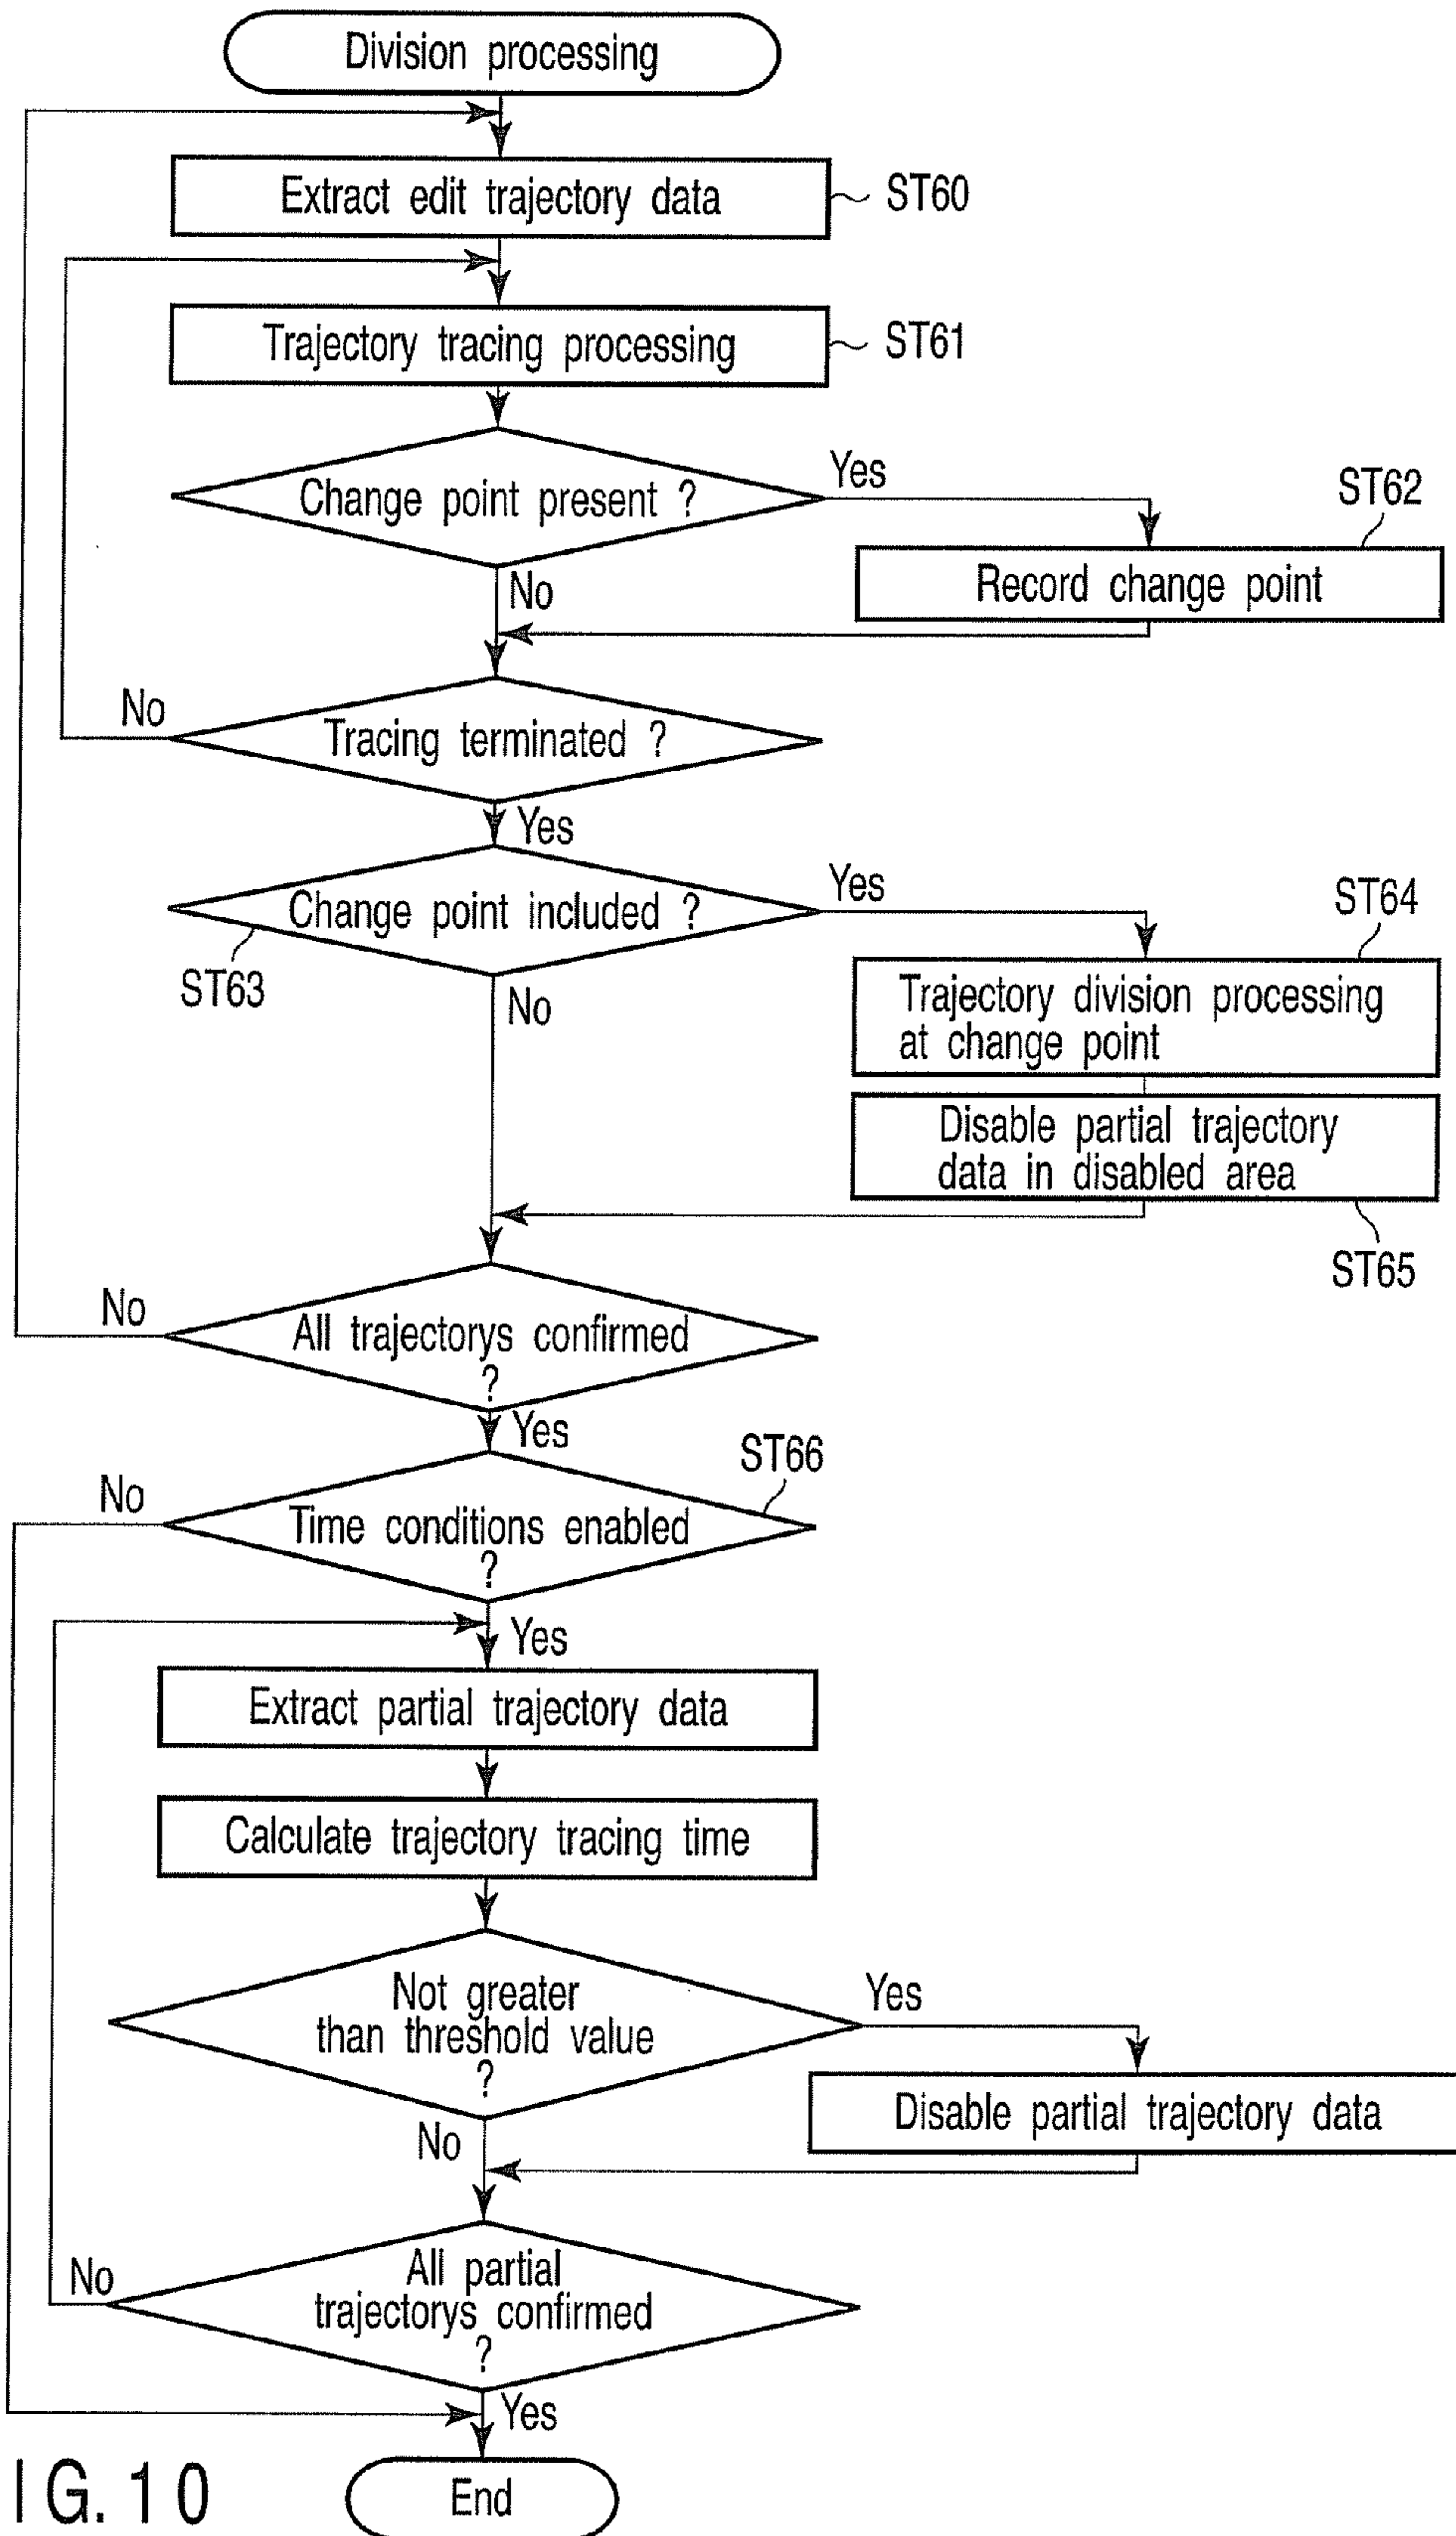 Division processing
Extract edit trajectory data
ST60
Trajectory tracing processing
ST61
Change point present ?
Yes
ST62
Record change point
No
No
Tracing terminated ?
Yes
Change point included ?
Yes
ST64
ST63
No
Trajectory division processing
at change point
Disable partial trajectory
data in disabled area
ST65
No
All trajectorys confirmed
?
Yes
ST66
No
Time conditions enabled
?
Yes
Extract partial trajectory data
Calculate trajectory tracing time
Not greater
than threshold value
?
Yes
Disable partial trajectory data
No
No
All partial
trajectorys confirmed
?
Yes
End
IG. 10